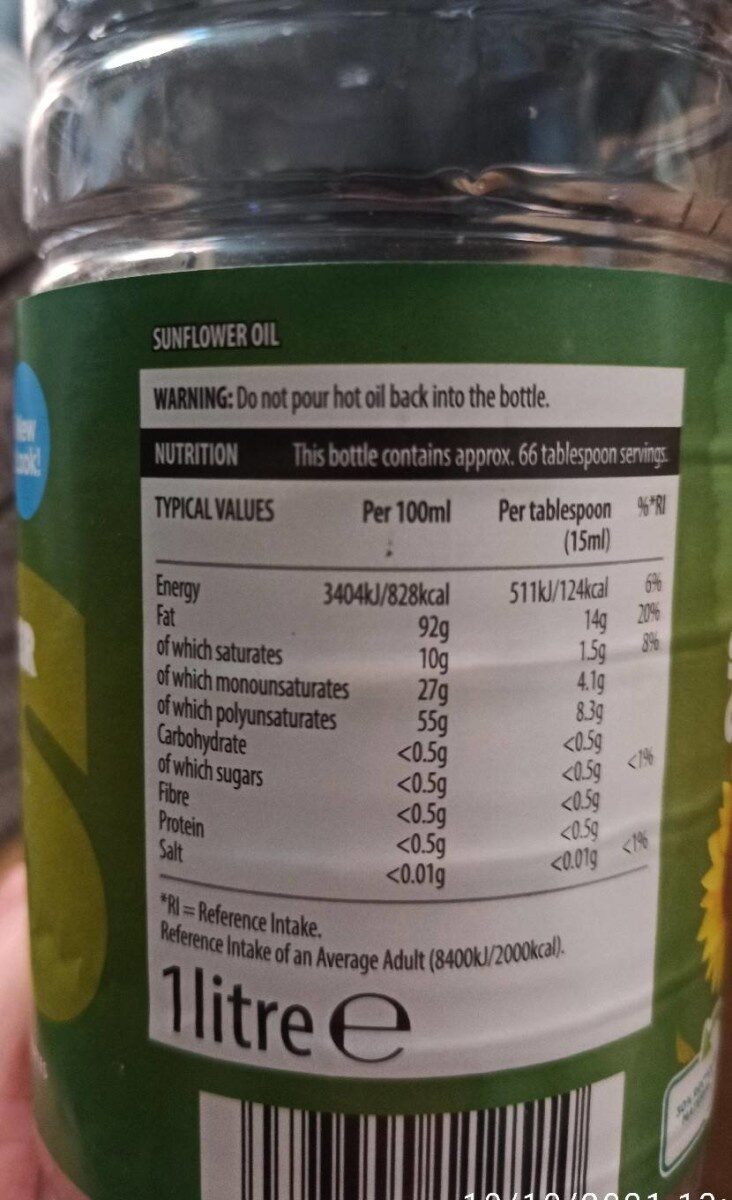 SUNFLOWER OIL
WARNING: Do not pour hot oil back into the bottle.
NUTRITION This bottle contains approx. 66 tablespoon servings.
TYPICAL VALUES Per 100ml Per tablespoon %*RI
(15ml)
Energy 3404kJ/828kcal 511kJ/124kcal 6%
Fat 92g 14g 20%
of which saturates 10g 1.5g 8%
of which monounsaturates 27g 4.1g
of which polyunsaturates 55g 8.3g
Carbohydrate <0.5g <0.5g
of which sugars <0.5g <0.5g <1%
Fibre <0.5g <0.5g
Protein <0.5g <0.5g
Salt <0.01g <0.01g <1%
*RI = Reference Intake.
Reference Intake of an Average Adult (8400kJ/2000kcal).
1litre e